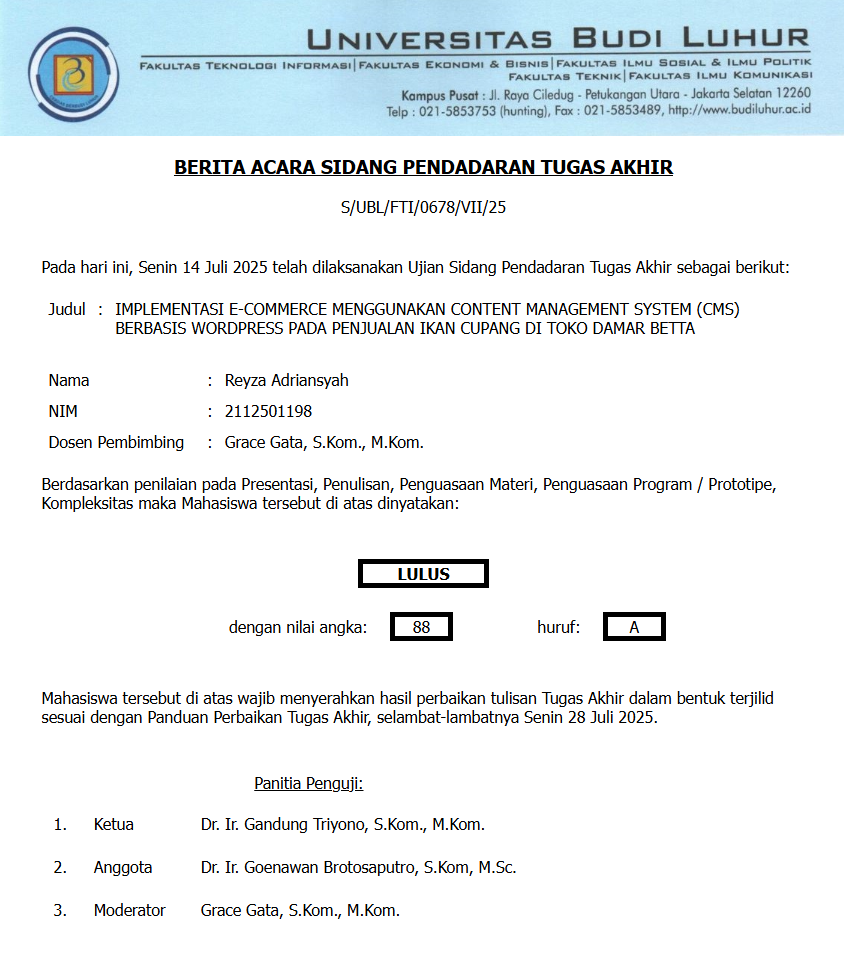 UNIVERSITAS BUDI LUHUR
FAKULTAS TEKNOLOGI INFORMASI|FAKULTAS EKONOMI & BISNIS|FAKULTAS ILMU SOSIAL & ILMU POLITIK
FAKULTAS TEKNIK|FAKULTAS ILMU KOMUNIKASI
Kampus Pusat : Jl. Raya Ciledug - Petukangan Utara - Jakarta Selatan 12260
Telp : 021-5853753 (hunting), Fax : 021-5853489, http://www.budiluhur.ac.id
BERITA ACARA SIDANG PENDADARAN TUGAS AKHIR
S/UBL/FTI/0678/VII/25
Pada hari ini, Senin 14 Juli 2025 telah dilaksanakan Ujian Sidang Pendadaran Tugas Akhir sebagai berikut:
Judul : IMPLEMENTASI E-COMMERCE MENGGUNAKAN CONTENT MANAGEMENT SYSTEM (CMS)
BERBASIS WORDPRESS PADA PENJUALAN IKAN CUPANG DI TOKO DAMAR BETTA
Nama : Reyza Adriansyah
NIM : 2112501198
Dosen Pembimbing : Grace Gata, S.Kom., M.Kom.
Berdasarkan penilaian pada Presentasi, Penulisan, Penguasaan Materi, Penguasaan Program / Prototipe,
Kompleksitas maka Mahasiswa tersebut di atas dinyatakan:
LULUS
dengan nilai angka: 88 huruf: A
Mahasiswa tersebut di atas wajib menyerahkan hasil perbaikan tulisan Tugas Akhir dalam bentuk terjilid
sesuai dengan Panduan Perbaikan Tugas Akhir, selambat-lambatnya Senin 28 Juli 2025.
Panitia Penguji:
1. Ketua Dr. Ir. Gandung Triyono, S.Kom., M.Kom.
2. Anggota Dr. Ir. Goenawan Brotosaputro, S.Kom, M.Sc.
3. Moderator Grace Gata, S.Kom., M.Kom.